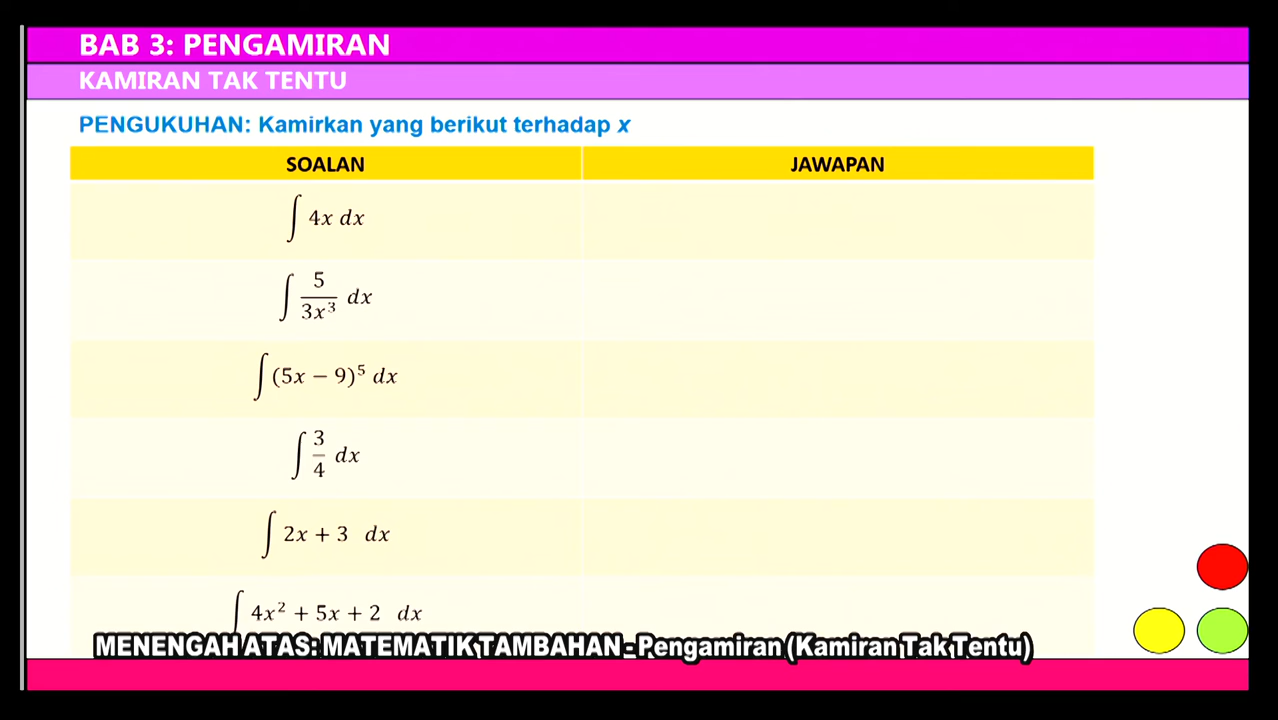 BAB 3: PENGAMIRAN
KAMIRAN TAK TENTU
PENGUKUHAN: Kamirkan yang berikut terhadap x
SOALAN JAWAPAN
∫ 4x dx
∫ 5/(3x³) dx
∫(5x − 9)⁵ dx
∫ 3/4 dx
∫ 2x + 3 dx
∫ 4x² + 5x + 2 dx
MENENGAH ATAS: MATEMATIK TAMBAHAN - Pengamiran (Kamiran Tak Tentu)